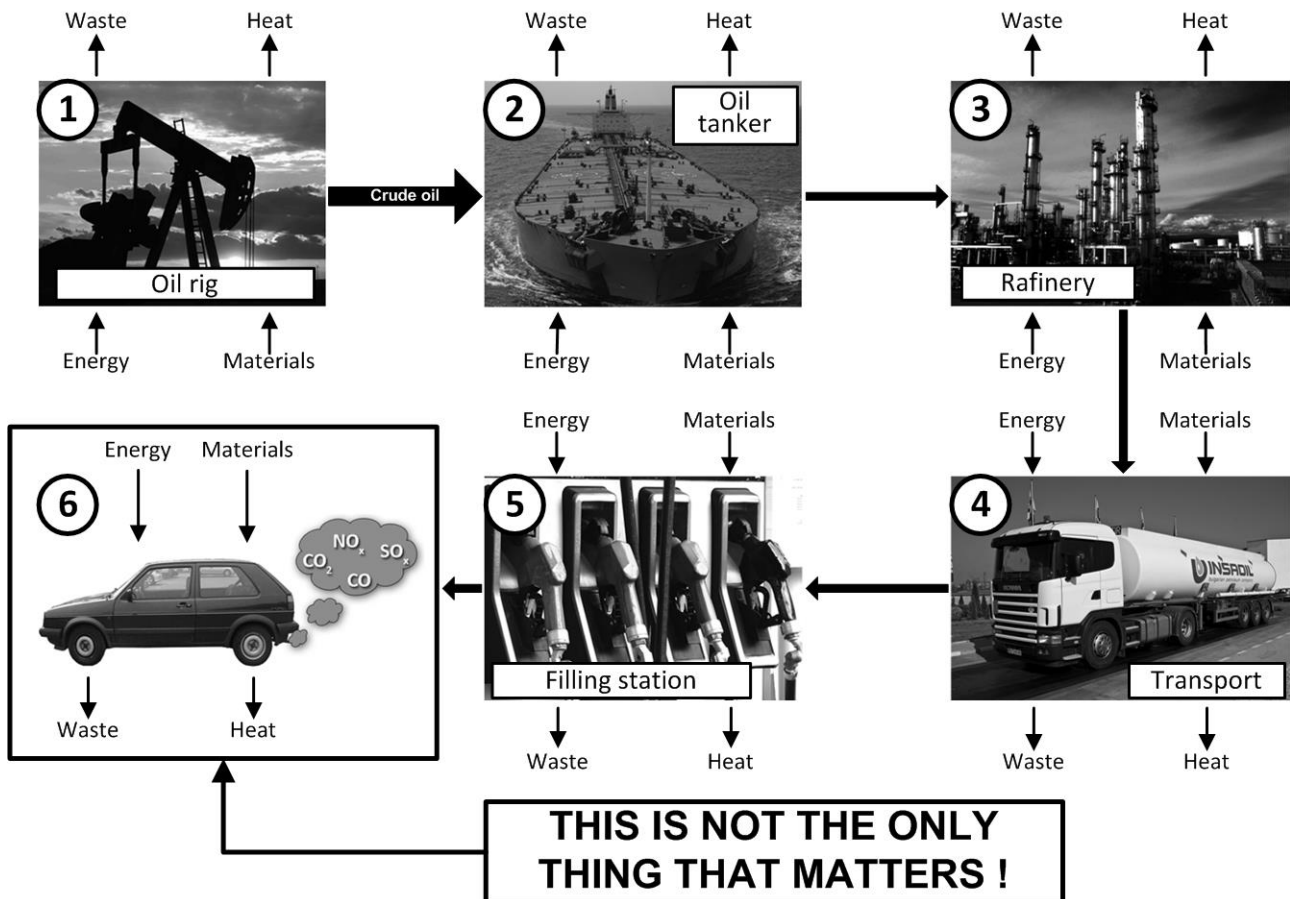 Waste
Heat
1
Oil rig
Energy
Materials
Crude oil
Waste
Heat
2
Oil
tanker
Energy
Materials
Waste
Heat
3
Rafinery
Energy
Materials
Energy
Materials
4
INSAOIL
Transport
Waste
Heat
Energy
Materials
5
Filling station
Waste
Heat
Energy
Materials
6
CO₂
NOₓ
SOₓ
CO
Waste
Heat
THIS IS NOT THE ONLY
THING THAT MATTERS !